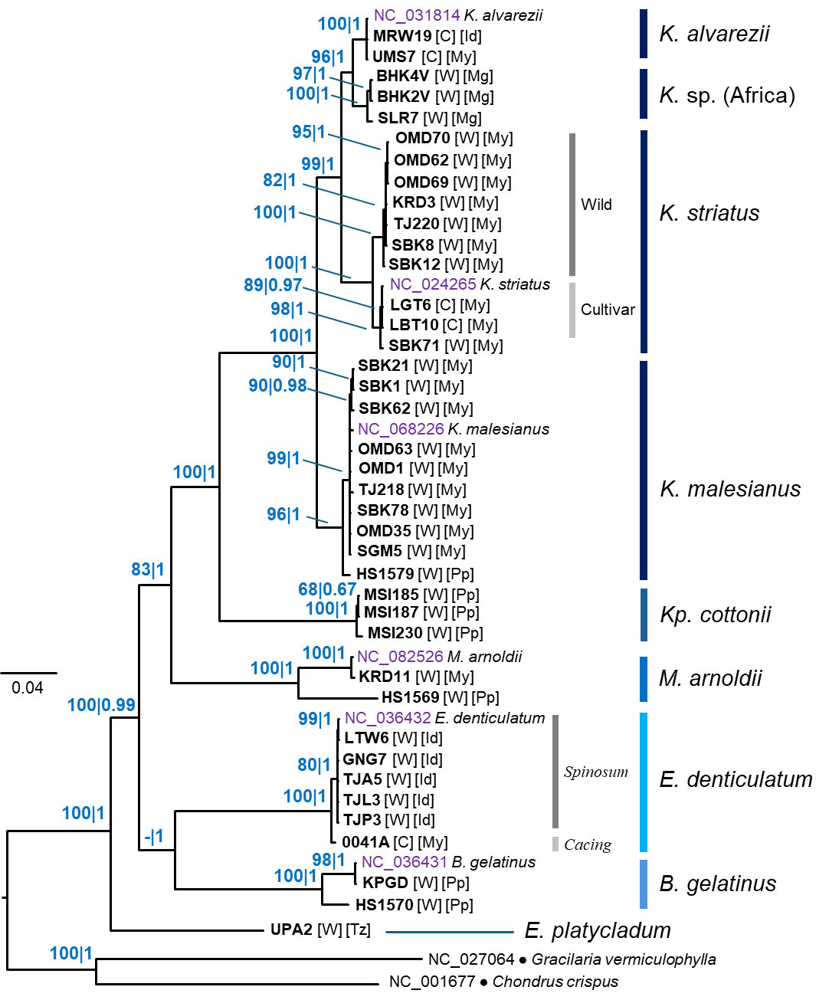 NC_031814 K. alvarezii
100|1
MRW19 [C] [Id]
K. alvarezii
96|1
UMS7 [C] [My]
97|1
BHK4V [W] [Mg]
100|1
BHK2V [W] [Mg]
K. sp. (Africa)
SLR7 [W] [Mg]
95|1
OMD70 [W] [My]
99|1
OMD62 [W] [My]
82|1
OMD69 [W] [My]
KRD3 [W] [My]
Wild
K. striatus
100|1
TJ220 [W] [My]
SBK8 [W] [My]
100|1
SBK12 [W] [My]
89|0.97
NC_024265 K. striatus
98|1
LGT6 [C] [My]
Cultivar
LBT10 [C] [My]
100|1
SBK71 [W] [My]
90|1
SBK21 [W] [My]
90|0.98
SBK1 [W] [My]
SBK62 [W] [My]
NC_068226 K. malesianus
99|1
OMD63 [W] [My]
OMD1 [W] [My]
100|1
TJ218 [W] [My]
K. malesianus
96|1
SBK78 [W] [My]
OMD35 [W] [My]
SGM5 [W] [My]
83|1
HS1579 [W] [Pp]
68|0.67
MSI185 [W] [Pp]
100|1
MSI187 [W] [Pp]
Kp. cottonii
MSI230 [W] [Pp]
100|1
NC_082526 M. arnoldii
100|1
KRD11 [W] [My]
M. arnoldii
0.04
HS1569 [W] [Pp]
100|0.99
99|1
NC_036432 E. denticulatum
LTW6 [W] [Id]
80|1
GNG7 [W] [Id]
Spinosum
TJA5 [W] [Id]
E. denticulatum
100|1
TJL3 [W] [Id]
100|1
TJP3 [W] [Id]
-|1
0041A [C] [My]
Cacing
98|1
NC_036431 B. gelatinus
100|1
KPGD [W] [Pp]
B. gelatinus
HS1570 [W] [Pp]
UPA2 [W] [Tz]
E. platycladum
100|1
NC_027064 ● Gracilaria vermiculophylla
NC_001677 ● Chondrus crispus